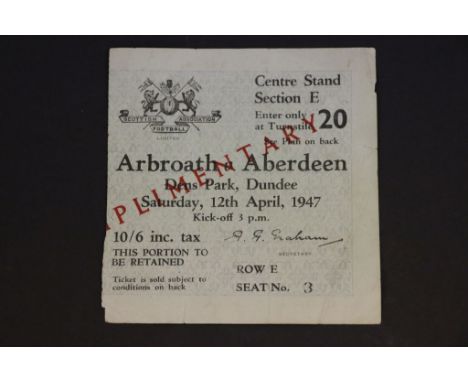 Centre Stand
Section E
Enter only
at Turnstile 20
See Plan on back
SCOTTISH ASSOCIATION
FOOTBALL
LIMITED
PLIMENTARY
Arbroath v Aberdeen
Dens Park, Dundee
Saturday, 12th April, 1947
Kick-off 3 p.m.
10/6 inc. tax
THIS PORTION TO
BE RETAINED
Ticket is sold subject to
conditions on back
G. G. Graham
SECRETARY
ROW E
SEAT No. 3